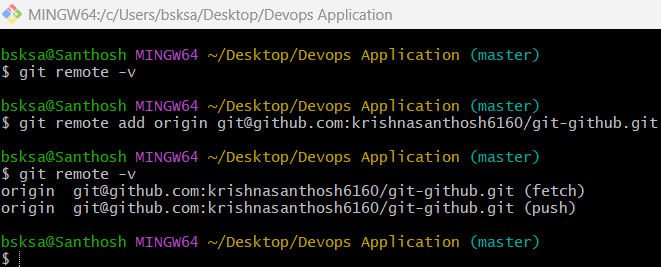 MINGW64:/c/Users/bsksa/Desktop/Devops Application
bsksa@Santhosh MINGW64 ~/Desktop/Devops Application (master)
$ git remote -v
bsksa@Santhosh MINGW64 ~/Desktop/Devops Application (master)
$ git remote add origin git@github.com:krishnasanthosh6160/git-github.git
bsksa@Santhosh MINGW64 ~/Desktop/Devops Application (master)
$ git remote -v
origin  git@github.com:krishnasanthosh6160/git-github.git (fetch)
origin  git@github.com:krishnasanthosh6160/git-github.git (push)
bsksa@Santhosh MINGW64 ~/Desktop/Devops Application (master)
$